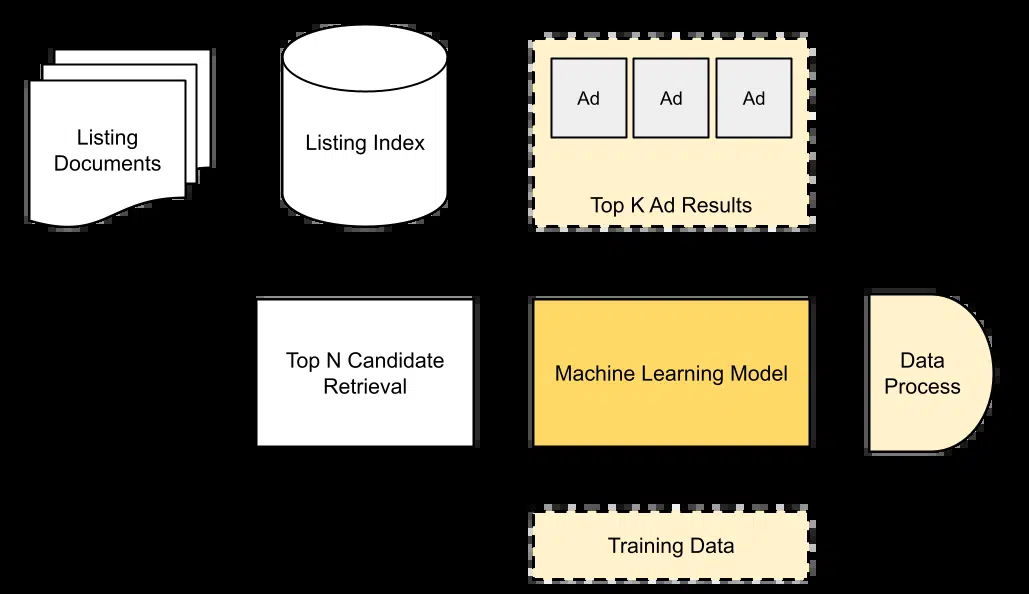 Listing
Documents
Listing Index
Ad
Ad
Ad
Top K Ad Results
Top N Candidate
Retrieval
Machine Learning Model
Data
Process
Training Data